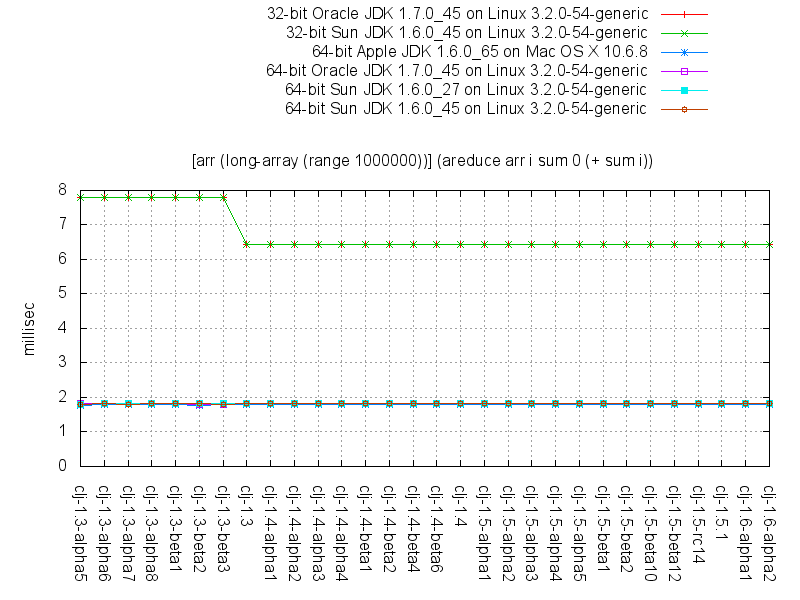 32-bit Oracle JDK 1.7.0_45 on Linux 3.2.0-54-generic
32-bit Sun JDK 1.6.0_45 on Linux 3.2.0-54-generic
64-bit Apple JDK 1.6.0_65 on Mac OS X 10.6.8
64-bit Oracle JDK 1.7.0_45 on Linux 3.2.0-54-generic
64-bit Sun JDK 1.6.0_27 on Linux 3.2.0-54-generic
64-bit Sun JDK 1.6.0_45 on Linux 3.2.0-54-generic
[arr (long-array (range 1000000))] (areduce arr i sum 0 (+ sum i))
millisec
8
7
6
5
4
3
2
1
0
clj-1.3-alpha5
clj-1.3-alpha6
clj-1.3-alpha7
clj-1.3-alpha8
clj-1.3-beta1
clj-1.3-beta2
clj-1.3-beta3
clj-1.3
clj-1.4-alpha1
clj-1.4-alpha2
clj-1.4-alpha3
clj-1.4-alpha4
clj-1.4-beta1
clj-1.4-beta2
clj-1.4-beta4
clj-1.4-beta6
clj-1.4
clj-1.5-alpha1
clj-1.5-alpha2
clj-1.5-alpha3
clj-1.5-alpha4
clj-1.5-alpha5
clj-1.5-beta1
clj-1.5-beta2
clj-1.5-beta10
clj-1.5-beta12
clj-1.5-rc14
clj-1.5.1
clj-1.6-alpha1
clj-1.6-alpha2